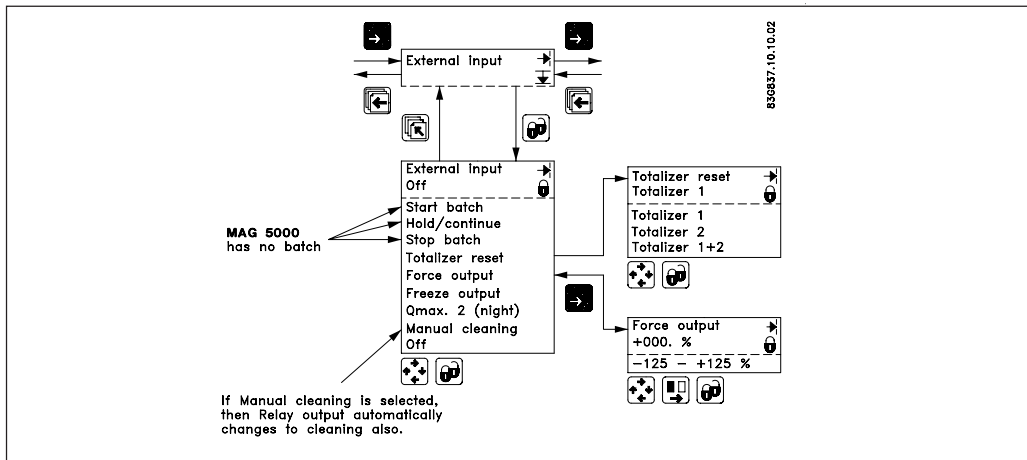 83G837.10.10.02
External input
External input
Off
Start batch
Hold/continue
Stop batch
Totalizer reset
Force output
Freeze output
Qmax. 2 (night)
Manual cleaning
Off
MAG 5000
has no batch
If Manual cleaning is selected,
then Relay output automatically
changes to cleaning also.
Totalizer reset
Totalizer 1
Totalizer 1
Totalizer 2
Totalizer 1+2
Force output
+000. %
-125 - +125 %